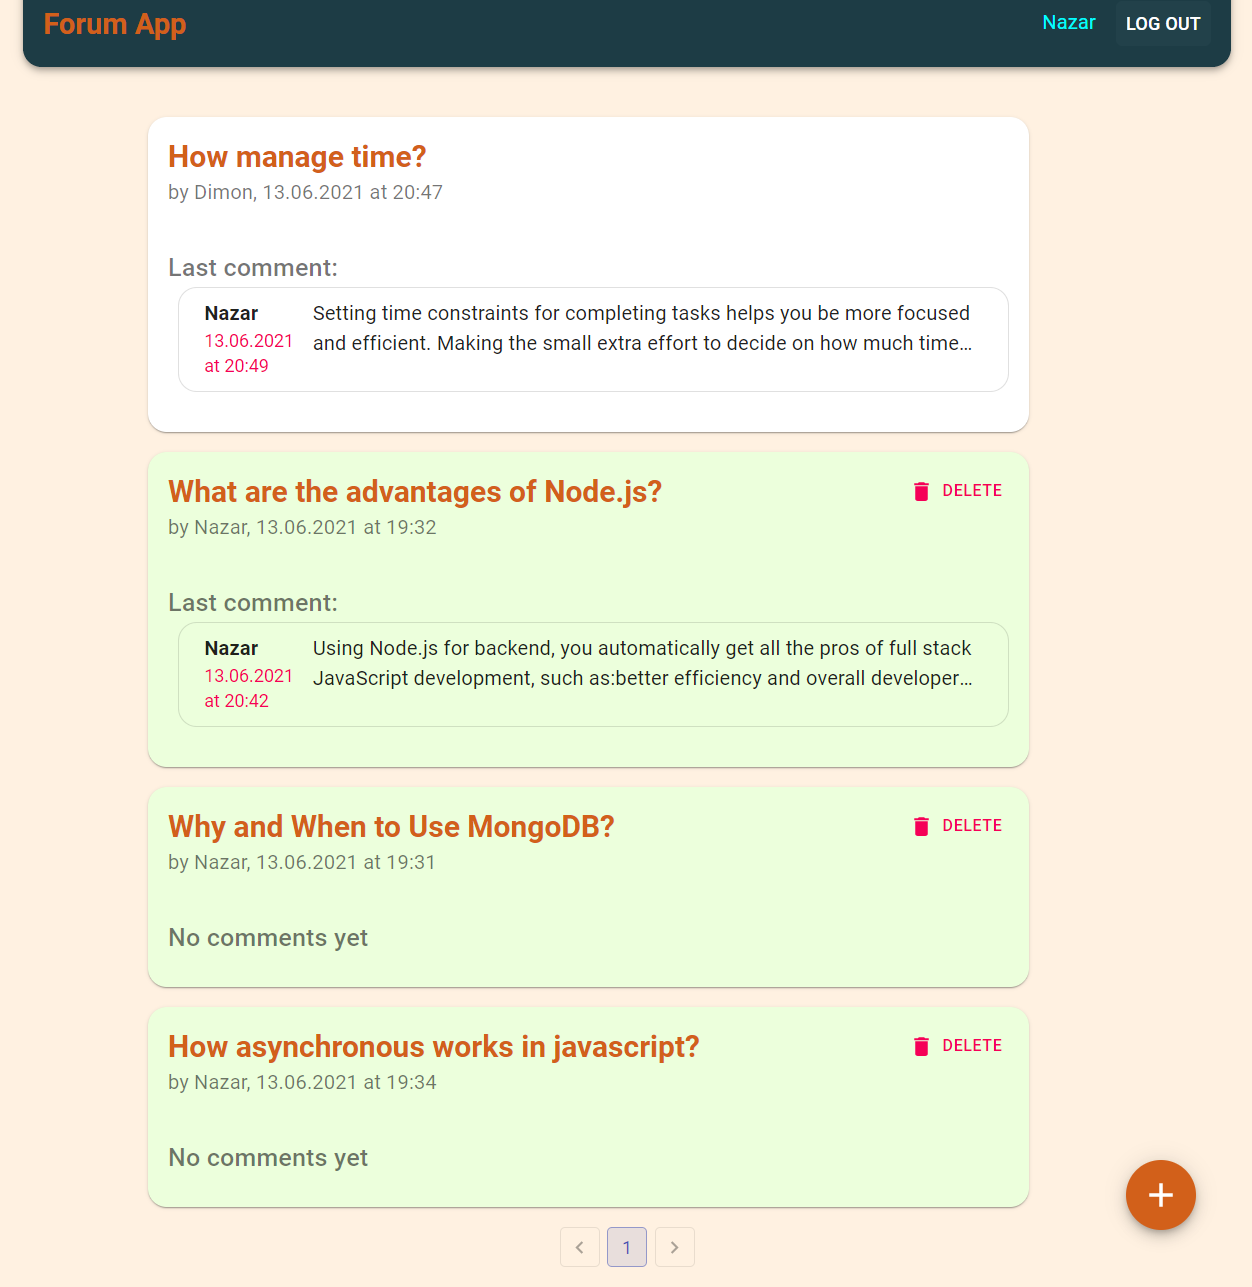 Forum App
Nazar
LOG OUT
How manage time?
by Dimon, 13.06.2021 at 20:47
Last comment:
Nazar
13.06.2021
at 20:49
Setting time constraints for completing tasks helps you be more focused
and efficient. Making the small extra effort to decide on how much time…
What are the advantages of Node.js?
DELETE
by Nazar, 13.06.2021 at 19:32
Last comment:
Nazar
13.06.2021
at 20:42
Using Node.js for backend, you automatically get all the pros of full stack
JavaScript development, such as:better efficiency and overall developer…
Why and When to Use MongoDB?
DELETE
by Nazar, 13.06.2021 at 19:31
No comments yet
How asynchronous works in javascript?
DELETE
by Nazar, 13.06.2021 at 19:34
No comments yet
1